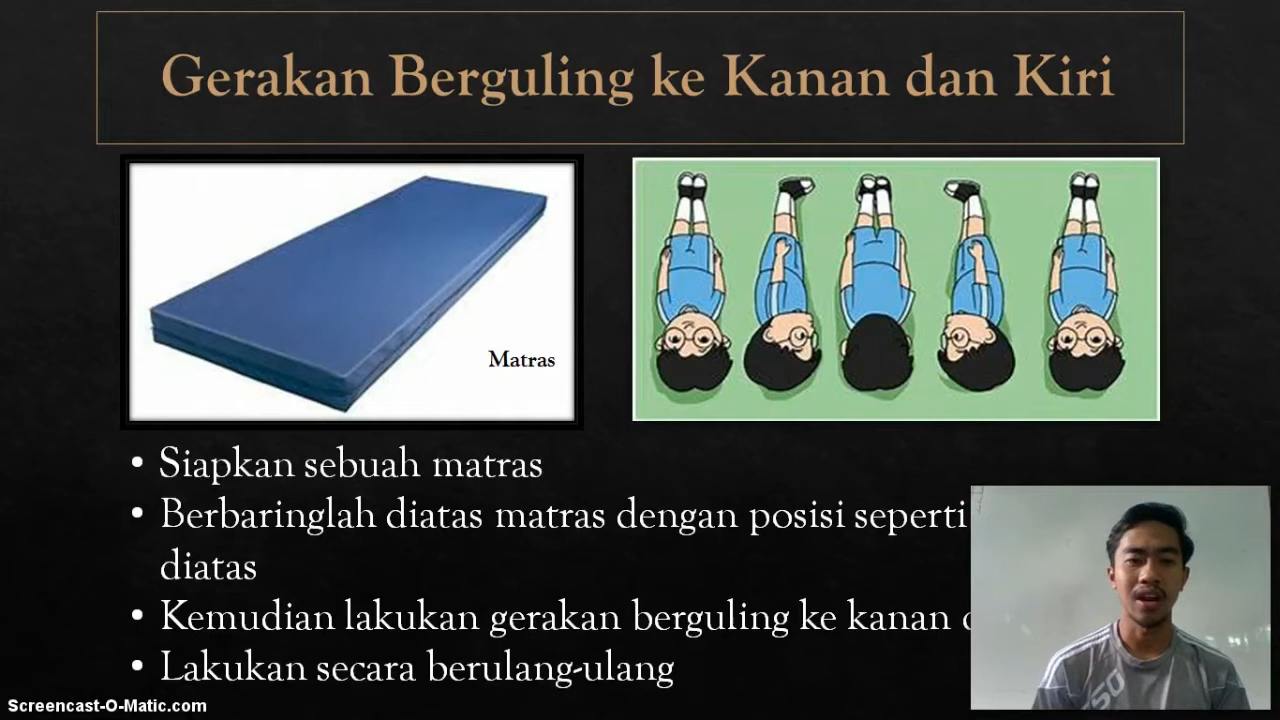 Gerakan Berguling ke Kanan dan Kiri
Matras
• Siapkan sebuah matras
• Berbaringlah diatas matras dengan posisi seperti
diatas
• Kemudian lakukan gerakan berguling ke kanan
• Lakukan secara berulang-ulang
Screencast-O-Matic.com